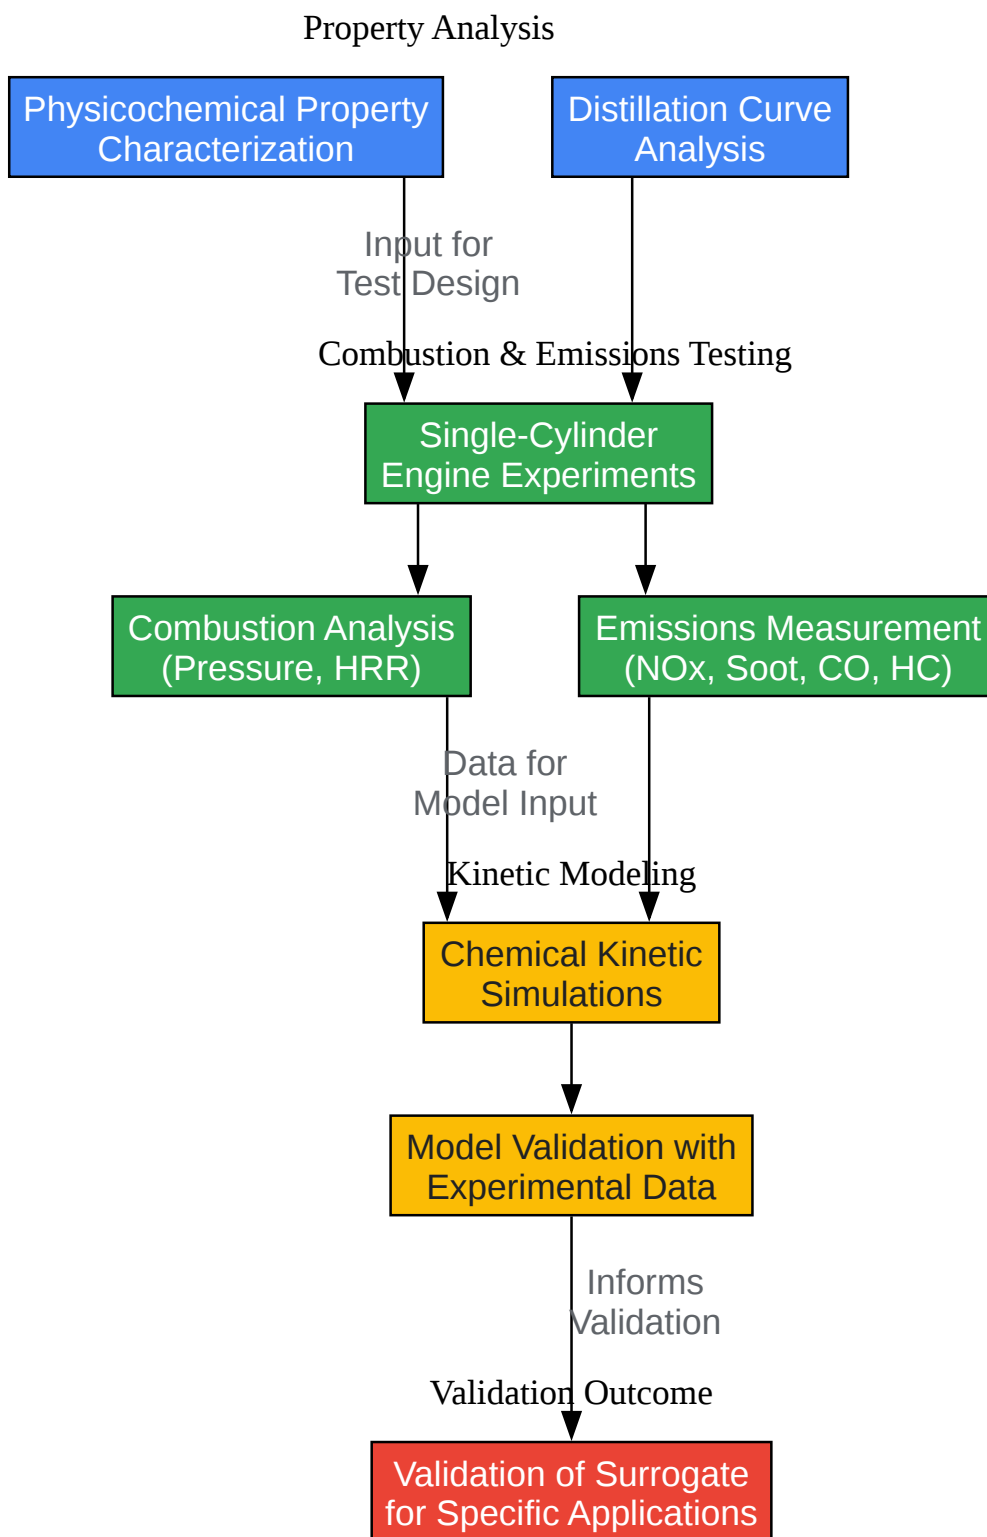 Property Analysis
Physicochemical Property
Characterization
Distillation Curve
Analysis
Input for
Test Design
Combustion & Emissions Testing
Single-Cylinder
Engine Experiments
Combustion Analysis
(Pressure, HRR)
Emissions Measurement
(NOx, Soot, CO, HC)
Data for
Model Input
Kinetic Modeling
Chemical Kinetic
Simulations
Model Validation with
Experimental Data
Informs
Validation
Validation Outcome
Validation of Surrogate
for Specific Applications